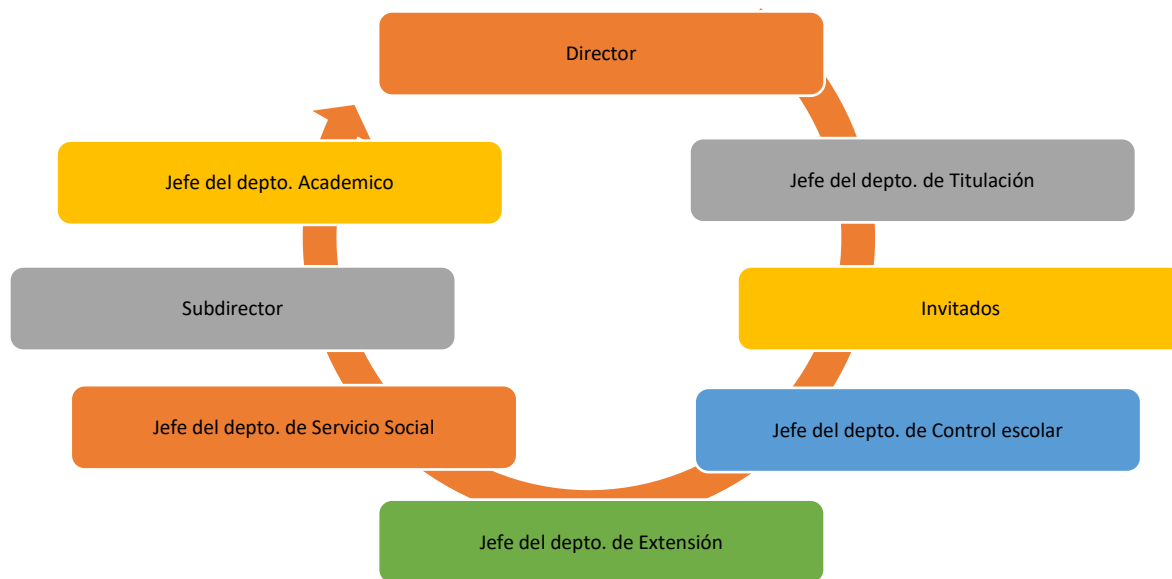 Director
Jefe del depto. Academico
Jefe del depto. de Titulación
Subdirector
Invitados
Jefe del depto. de Servicio Social
Jefe del depto. de Control escolar
Jefe del depto. de Extensión